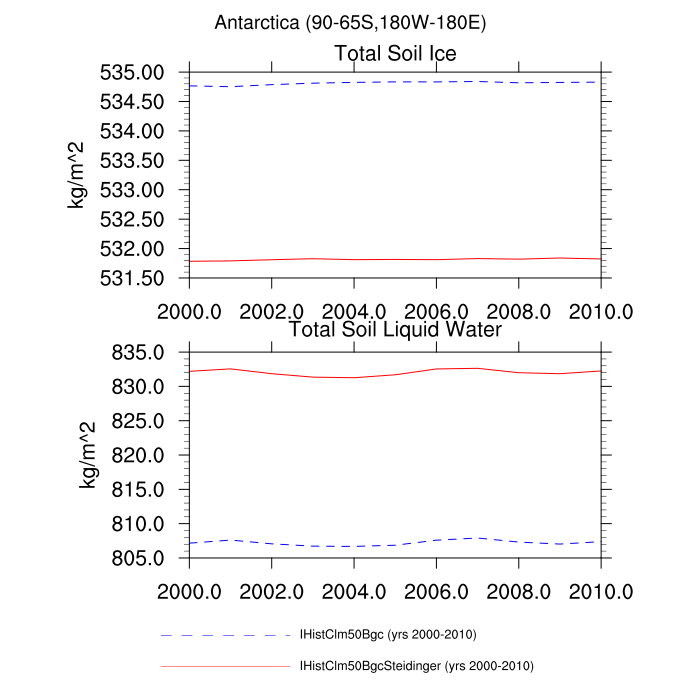 Antarctica (90-65S,180W-180E)
Total Soil Ice
535.00
534.50
534.00
533.50
533.00
532.50
532.00
531.50
kg/m^2
2000.0 2002.0 2004.0 2006.0 2008.0 2010.0
Total Soil Liquid Water
835.0
830.0
825.0
820.0
815.0
810.0
805.0
kg/m^2
2000.0 2002.0 2004.0 2006.0 2008.0 2010.0
IHistClm50Bgc (yrs 2000-2010)
IHistClm50BgcSteidinger (yrs 2000-2010)